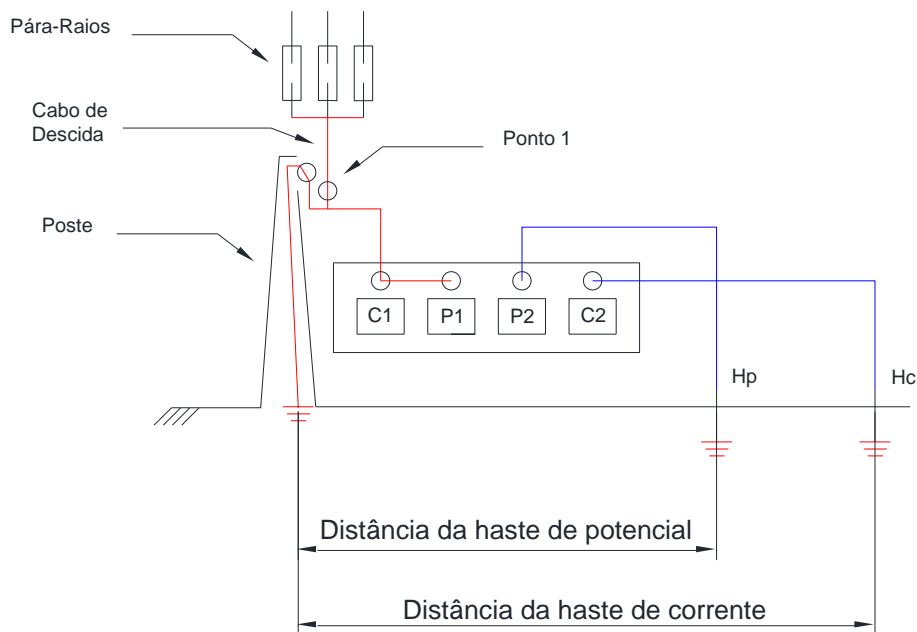 Pára-Raios
Cabo de
Descida
Ponto 1
Poste
C1
P1
P2
C2
Hp
Hc
Distância da haste de potencial
Distância da haste de corrente